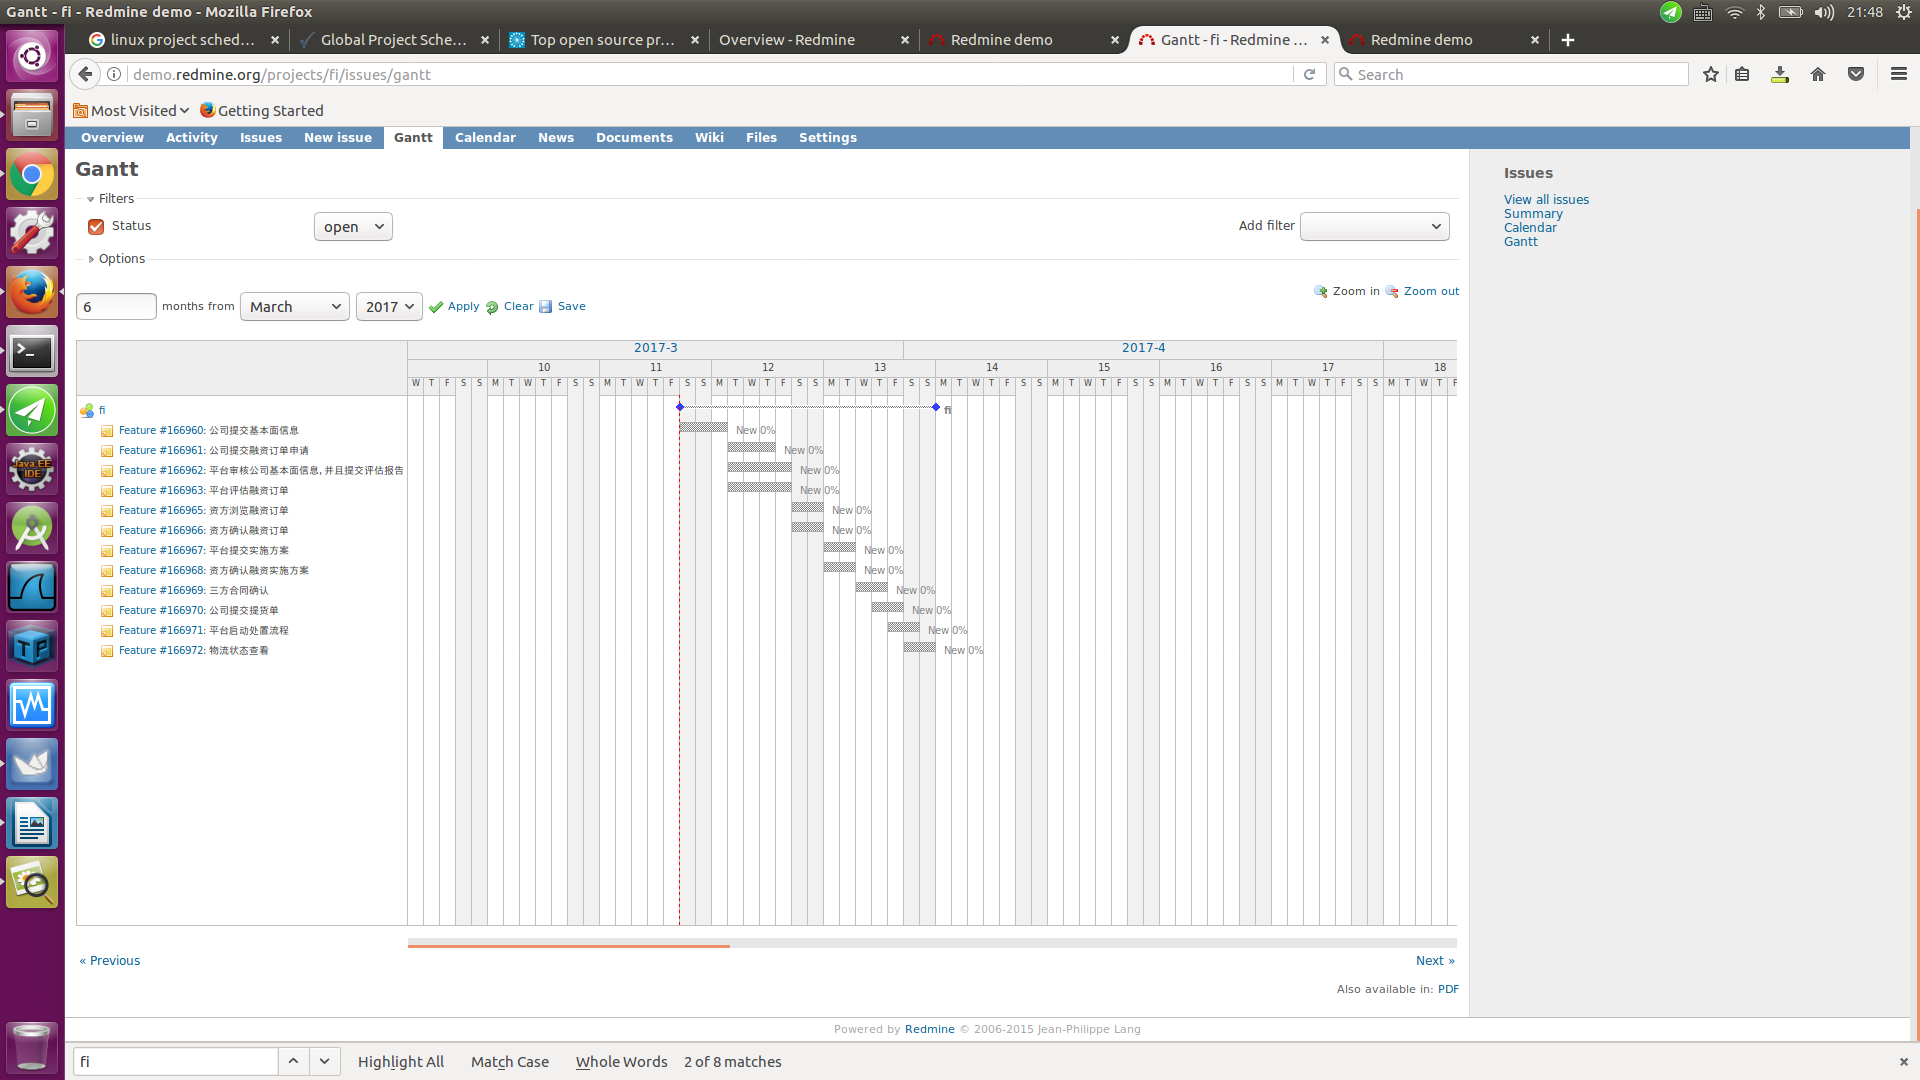 Gantt - fi - Redmine demo - Mozilla Firefox
21:48
linux project sched...
Global Project Sche...
Top open source pr...
Overview - Redmine
Redmine demo
Gantt - fi - Redmine ...
Redmine demo
demo.redmine.org/projects/fi/issues/gantt
Search
Most Visited
Getting Started
Overview Activity Issues New issue Gantt Calendar News Documents Wiki Files Settings
Gantt
Filters
Status
open
Add filter
Options
6 months from March 2017 Apply Clear Save
Zoom in Zoom out
2017-3 2017-4
10 11 12 13 14 15 16 17 18
W T F S S M T W T F S S M T W T F S S M T W T F S S M T W T F S S M T W T F S S M T W T F S S M T W T F S S M T W T F S S M T W T F
fi
fi
Feature #166960: 公司提交基本面信息
New 0%
Feature #166961: 公司提交融资订单申请
New 0%
Feature #166962: 平台审核公司基本面信息, 并且提交评估报告
New 0%
Feature #166963: 平台评估融资订单
New 0%
Feature #166965: 资方浏览融资订单
New 0%
Feature #166966: 资方确认融资订单
New 0%
Feature #166967: 平台提交实施方案
New 0%
Feature #166968: 资方确认融资实施方案
New 0%
Feature #166969: 三方合同确认
New 0%
Feature #166970: 公司提交提货单
New 0%
Feature #166971: 平台启动处置流程
New 0%
Feature #166972: 物流状态查看
New 0%
« Previous
Next »
Also available in: PDF
Powered by Redmine © 2006-2015 Jean-Philippe Lang
Issues
View all issues
Summary
Calendar
Gantt
Java EE
IDE
TP
fi
Highlight All
Match Case
Whole Words
2 of 8 matches